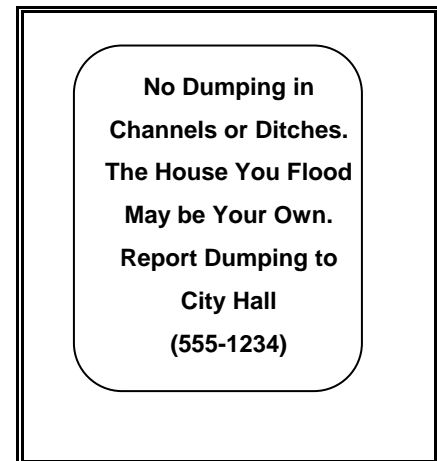 No Dumping in
Channels or Ditches.
The House You Flood
May be Your Own.
Report Dumping to
City Hall
(555-1234)